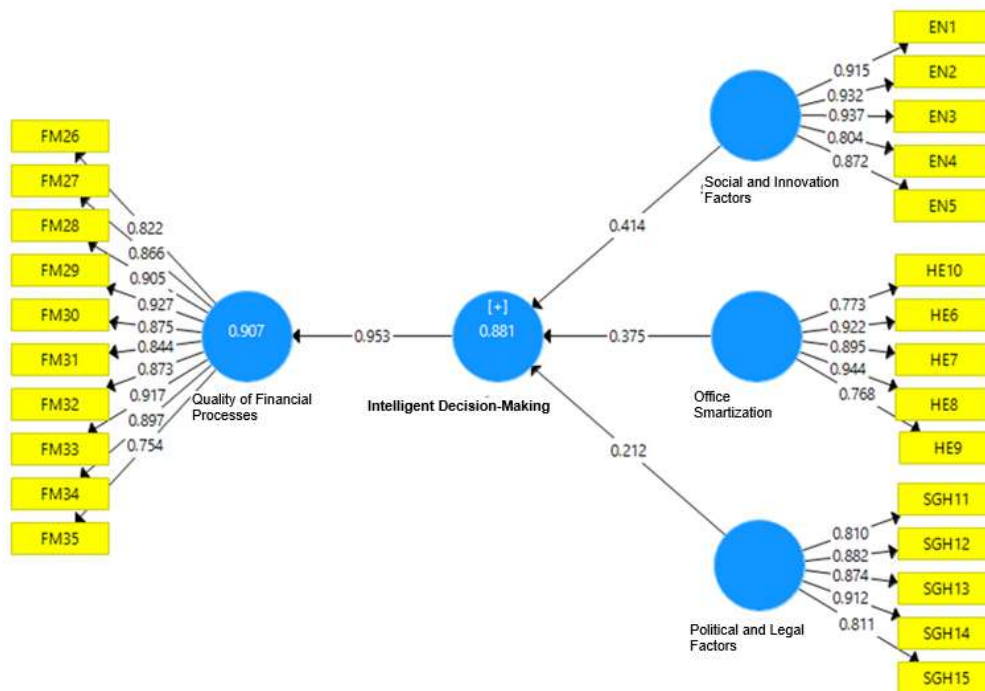 EN1
0.915
EN2
0.932
0.937
EN3
0.804
EN4
0.872
EN5
Social and Innovation
Factors
FM26
FM27
FM28
FM29
FM30
FM31
FM32
FM33
FM34
FM35
0.822
0.866
0.905
0.927
0.875
0.844
0.873
0.917
0.897
0.754
0.907
Quality of Financial
Processes
0.953
[+]
0.881
Intelligent Decision-Making
0.414
0.375
0.212
HE10
0.773
HE6
0.922
0.895
HE7
0.944
HE8
0.768
HE9
Office
Smartization
SGH11
0.810
SGH12
0.882
0.874
SGH13
0.912
SGH14
0.811
SGH15
Political and Legal
Factors